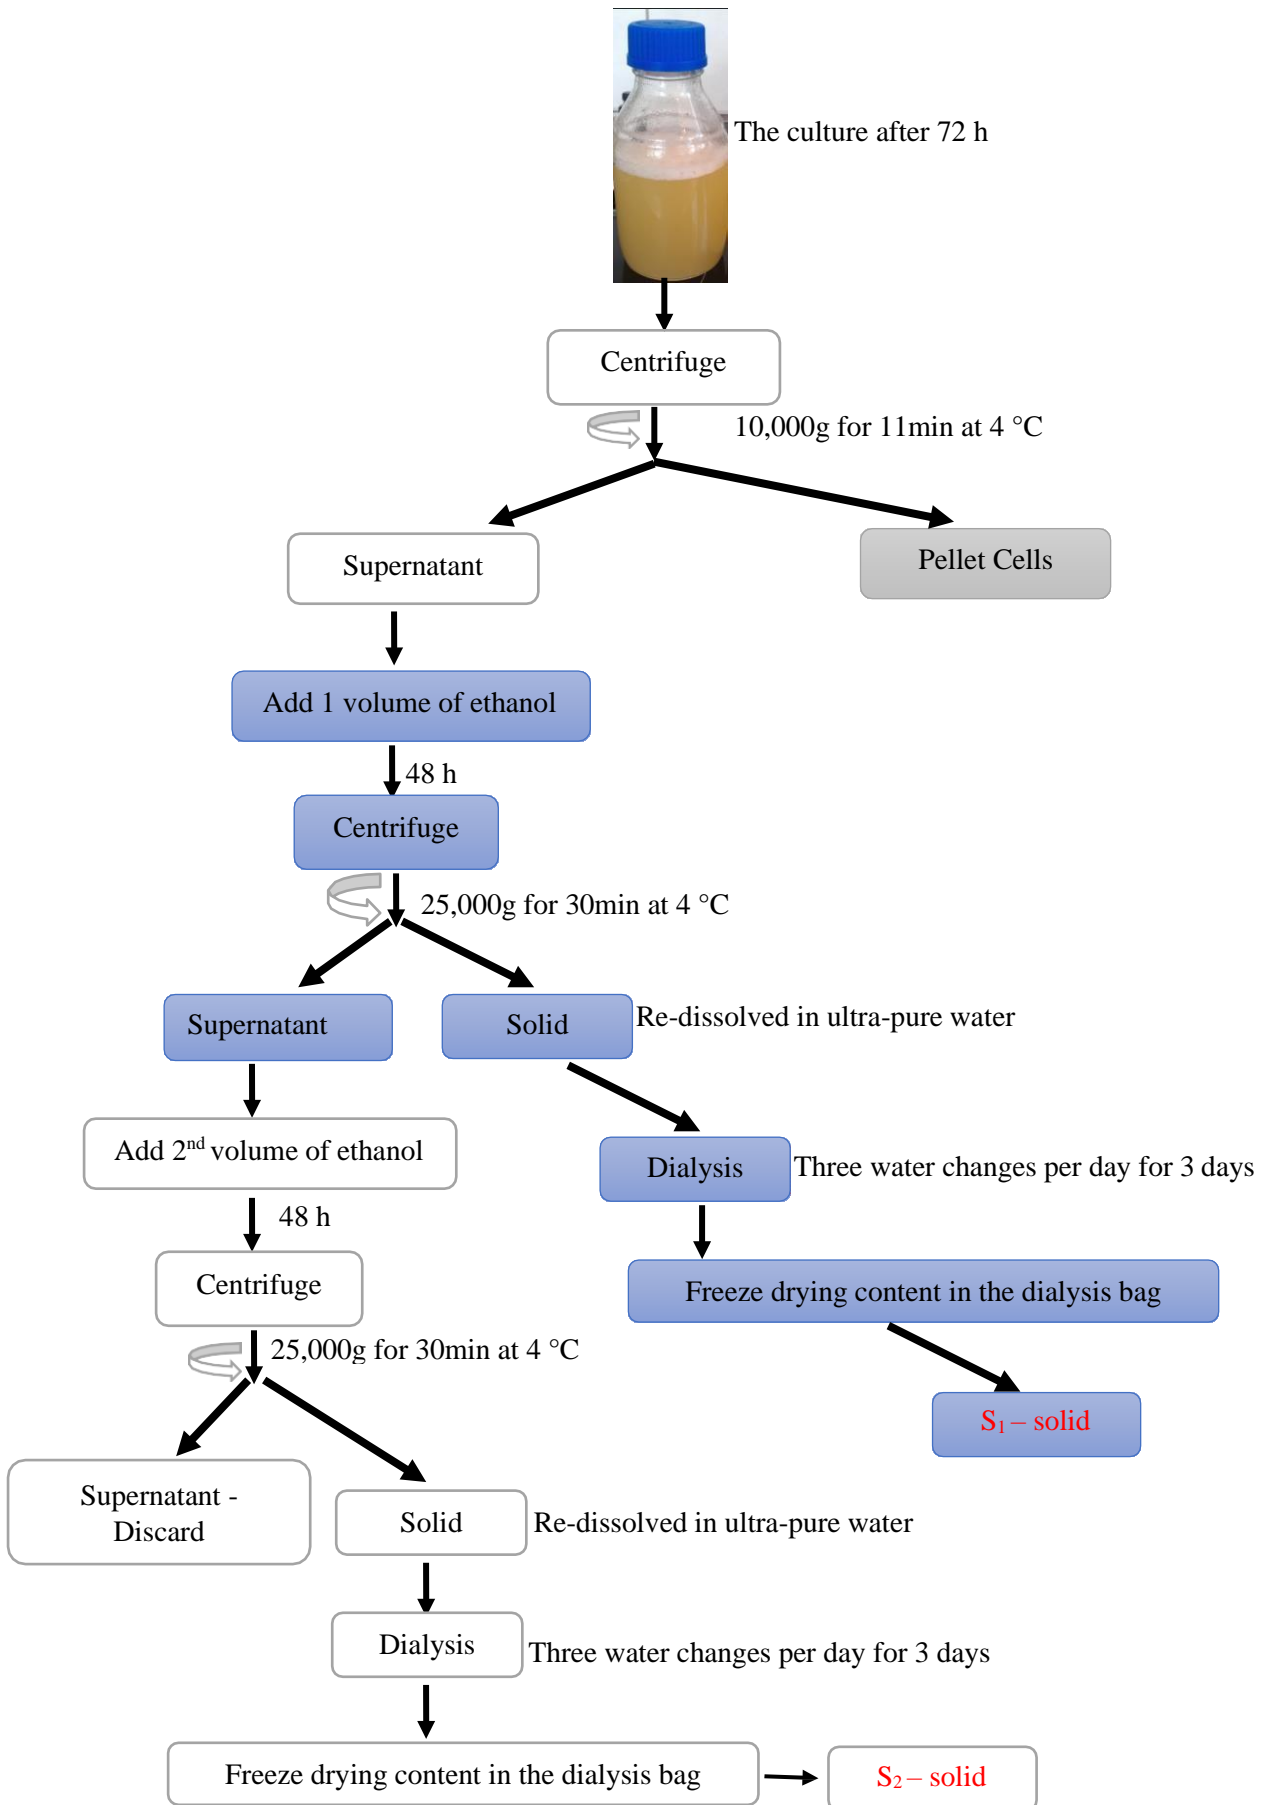 The culture after 72 h
Centrifuge
10,000g for 11min at 4 °C
Supernatant
Pellet Cells
Add 1 volume of ethanol
48 h
Centrifuge
25,000g for 30min at 4 °C
Supernatant
Solid
Re-dissolved in ultra-pure water
Add 2nd volume of ethanol
Dialysis
Three water changes per day for 3 days
48 h
Centrifuge
Freeze drying content in the dialysis bag
25,000g for 30min at 4 °C
S1 – solid
Supernatant -
Discard
Solid
Re-dissolved in ultra-pure water
Dialysis
Three water changes per day for 3 days
Freeze drying content in the dialysis bag
S2 – solid